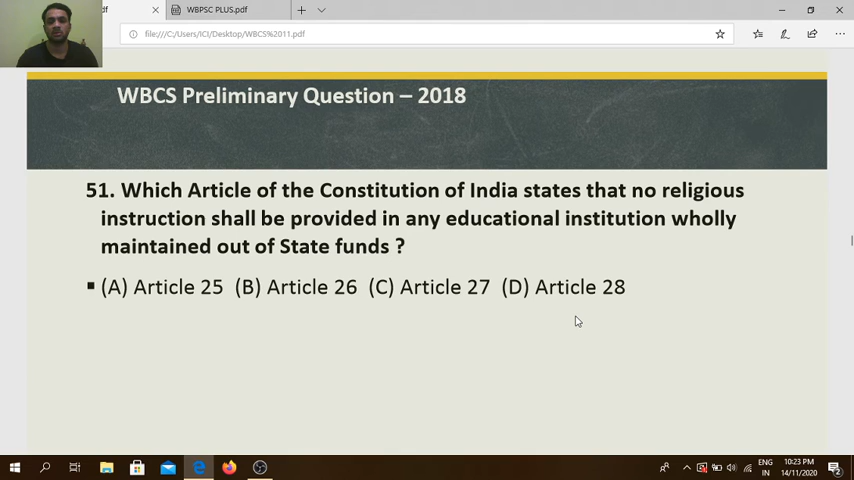 df
WBPSC PLUS.pdf
file:///C:/Users/ICI/Desktop/WBCS%2011.pdf
WBCS Preliminary Question – 2018
51. Which Article of the Constitution of India states that no religious
instruction shall be provided in any educational institution wholly
maintained out of State funds ?
▪ (A) Article 25 (B) Article 26 (C) Article 27 (D) Article 28
ENG
IN
10:23 PM
14/11/2020
2